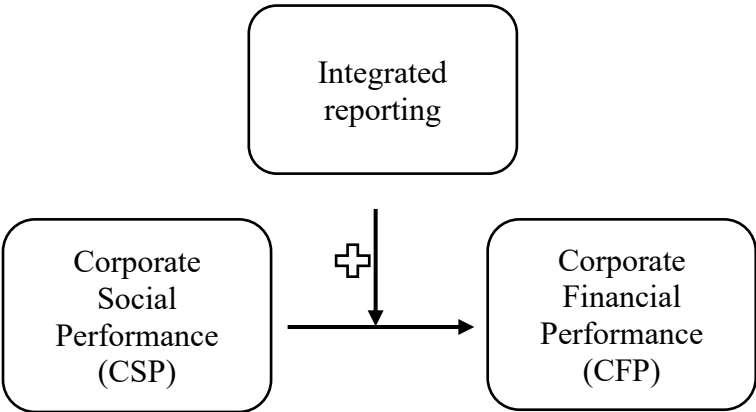 Integrated
reporting
Corporate
Social
Performance
(CSP)
Corporate
Financial
Performance
(CFP)